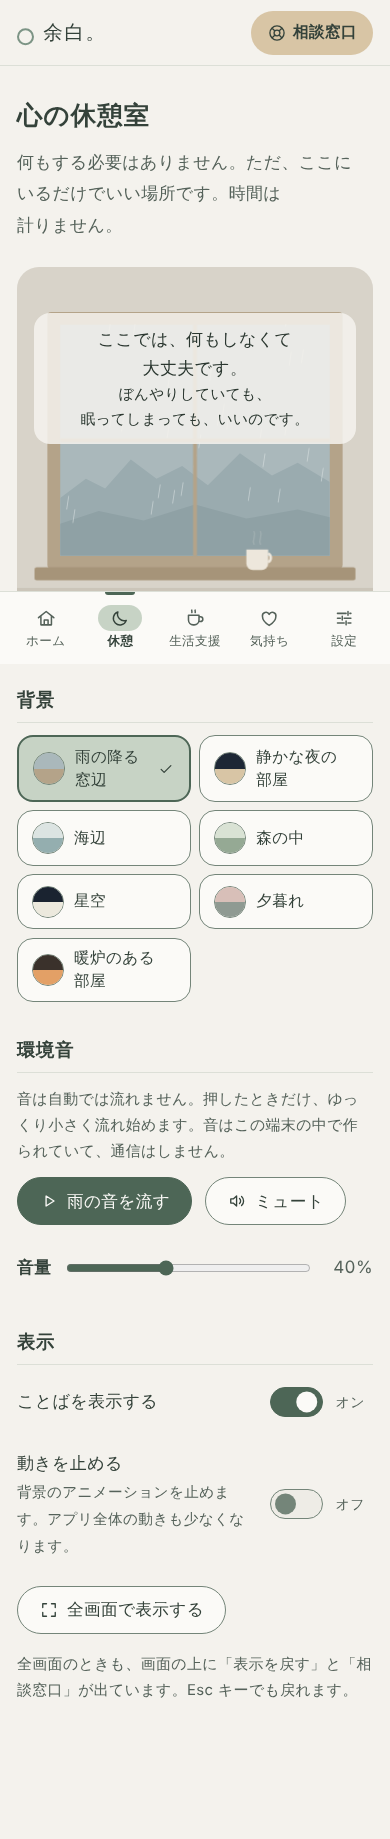 余白。
相談窓口
心の休憩室
何もする必要はありません。ただ、ここに
いるだけでいい場所です。時間は
計りません。
ここでは、何もしなくて
大丈夫です。
ぼんやりしていても、
眠ってしまっても、いいのです。
ホーム
休憩
生活支援
気持ち
設定
背景
雨の降る
窓辺
静かな夜の
部屋
海辺
森の中
星空
夕暮れ
暖炉のある
部屋
環境音
音は自動では流れません。押したときだけ、ゆっ
くり小さく流れ始めます。音はこの端末の中で作
られていて、通信はしません。
雨の音を流す
ミュート
音量
40%
表示
ことばを表示する
オン
動きを止める
背景のアニメーションを止めま
す。アプリ全体の動きも少なくな
ります。
オフ
全画面で表示する
全画面のときも、画面の上に「表示を戻す」と「相
談窓口」が出ています。Esc キーでも戻れます。